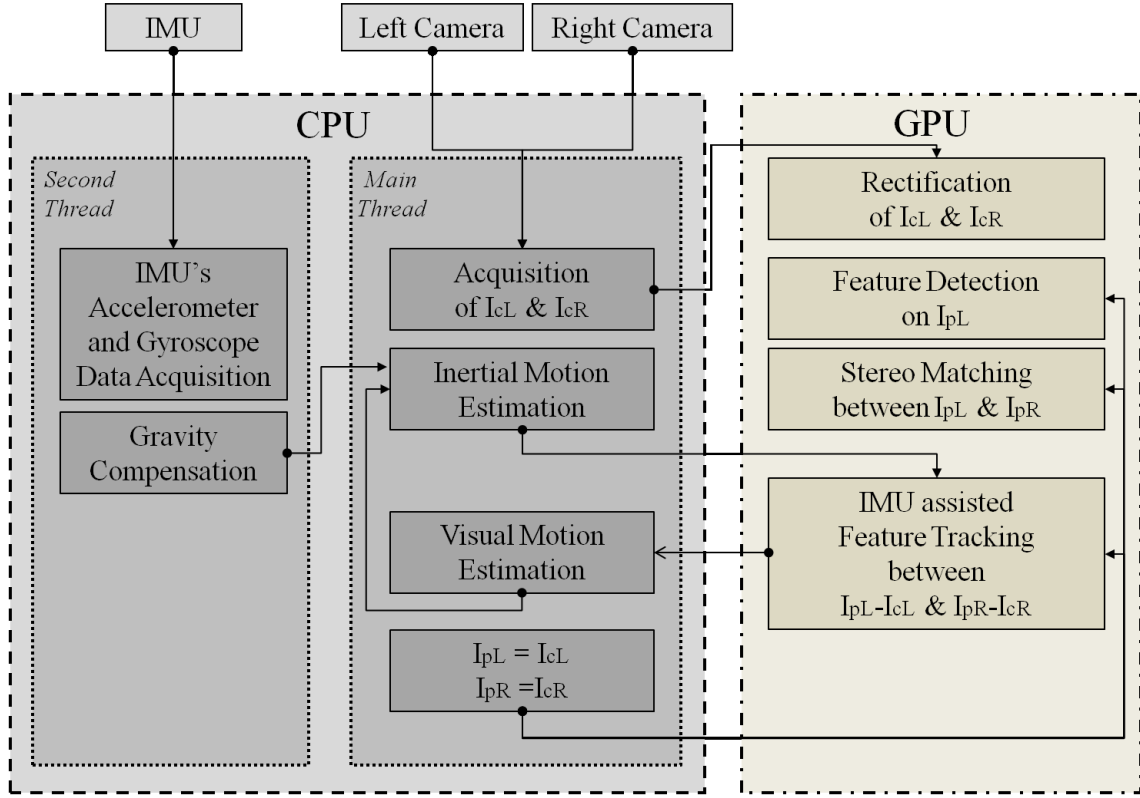 IMU
Left Camera
Right Camera
CPU
Second
Thread
IMU's
Accelerometer
and Gyroscope
Data Acquisition
Gravity
Compensation
Main
Thread
Acquisition
of IcL & IcR
Inertial Motion
Estimation
Visual Motion
Estimation
IpL = IcL
IpR =IcR
GPU
Rectification
of IcL & IcR
Feature Detection
on IpL
Stereo Matching
between IpL & IpR
IMU assisted
Feature Tracking
between
IpL-IcL & IpR-IcR